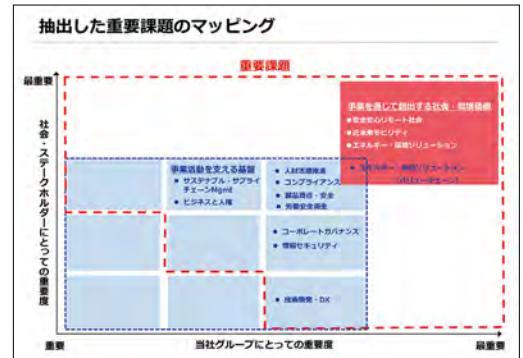 抽出した重要課題のマッピング
重要課題
最重要
社会・ステークホルダーにとっての重要度
事業を通して創出する社会・環境価値
●安全安心リモート社会
●近未来モビリティ
●エネルギー・環境ソリューション
事業活動を支える基盤
● サステナブル・サプライ
チェーンMgmt
● ビジネスと人権
● 人財活躍推進
● コンプライアンス
● 製品責任・安全
● 労働安全衛生
● コーポレートガバナンス
● 情報セキュリティ
● 技術開発・DX
重要
当社グループにとっての重要度
最重要